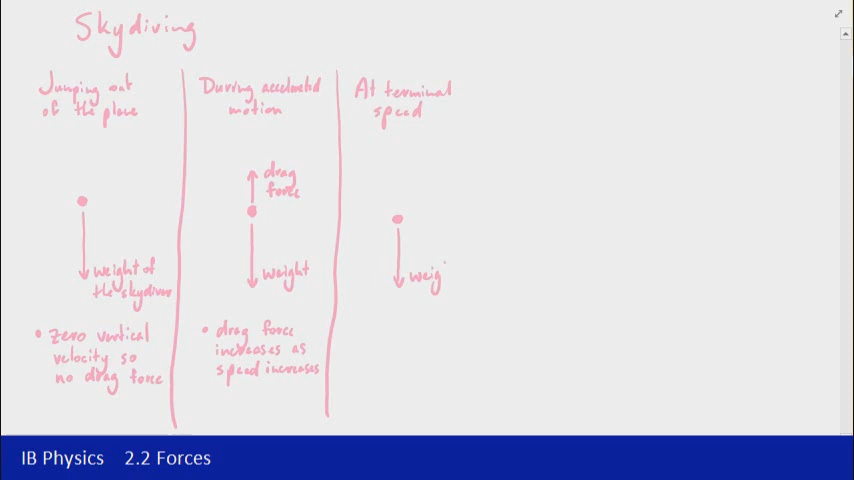 Skydiving
Jumping out
of the plane
weight of
the skydiver
• zero vertical
velocity so
no drag force
During accelerated
motion
drag
force
weight
• drag force
increases as
speed increases
At terminal
speed
weig
IB Physics 2.2 Forces